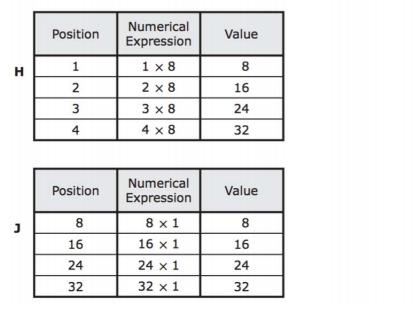 Position Numerical Expression Value
H
1 1 × 8 8
2 2 × 8 16
3 3 × 8 24
4 4 × 8 32
Position Numerical Expression Value
J
8 8 × 1 8
16 16 × 1 16
24 24 × 1 24
32 32 × 1 32